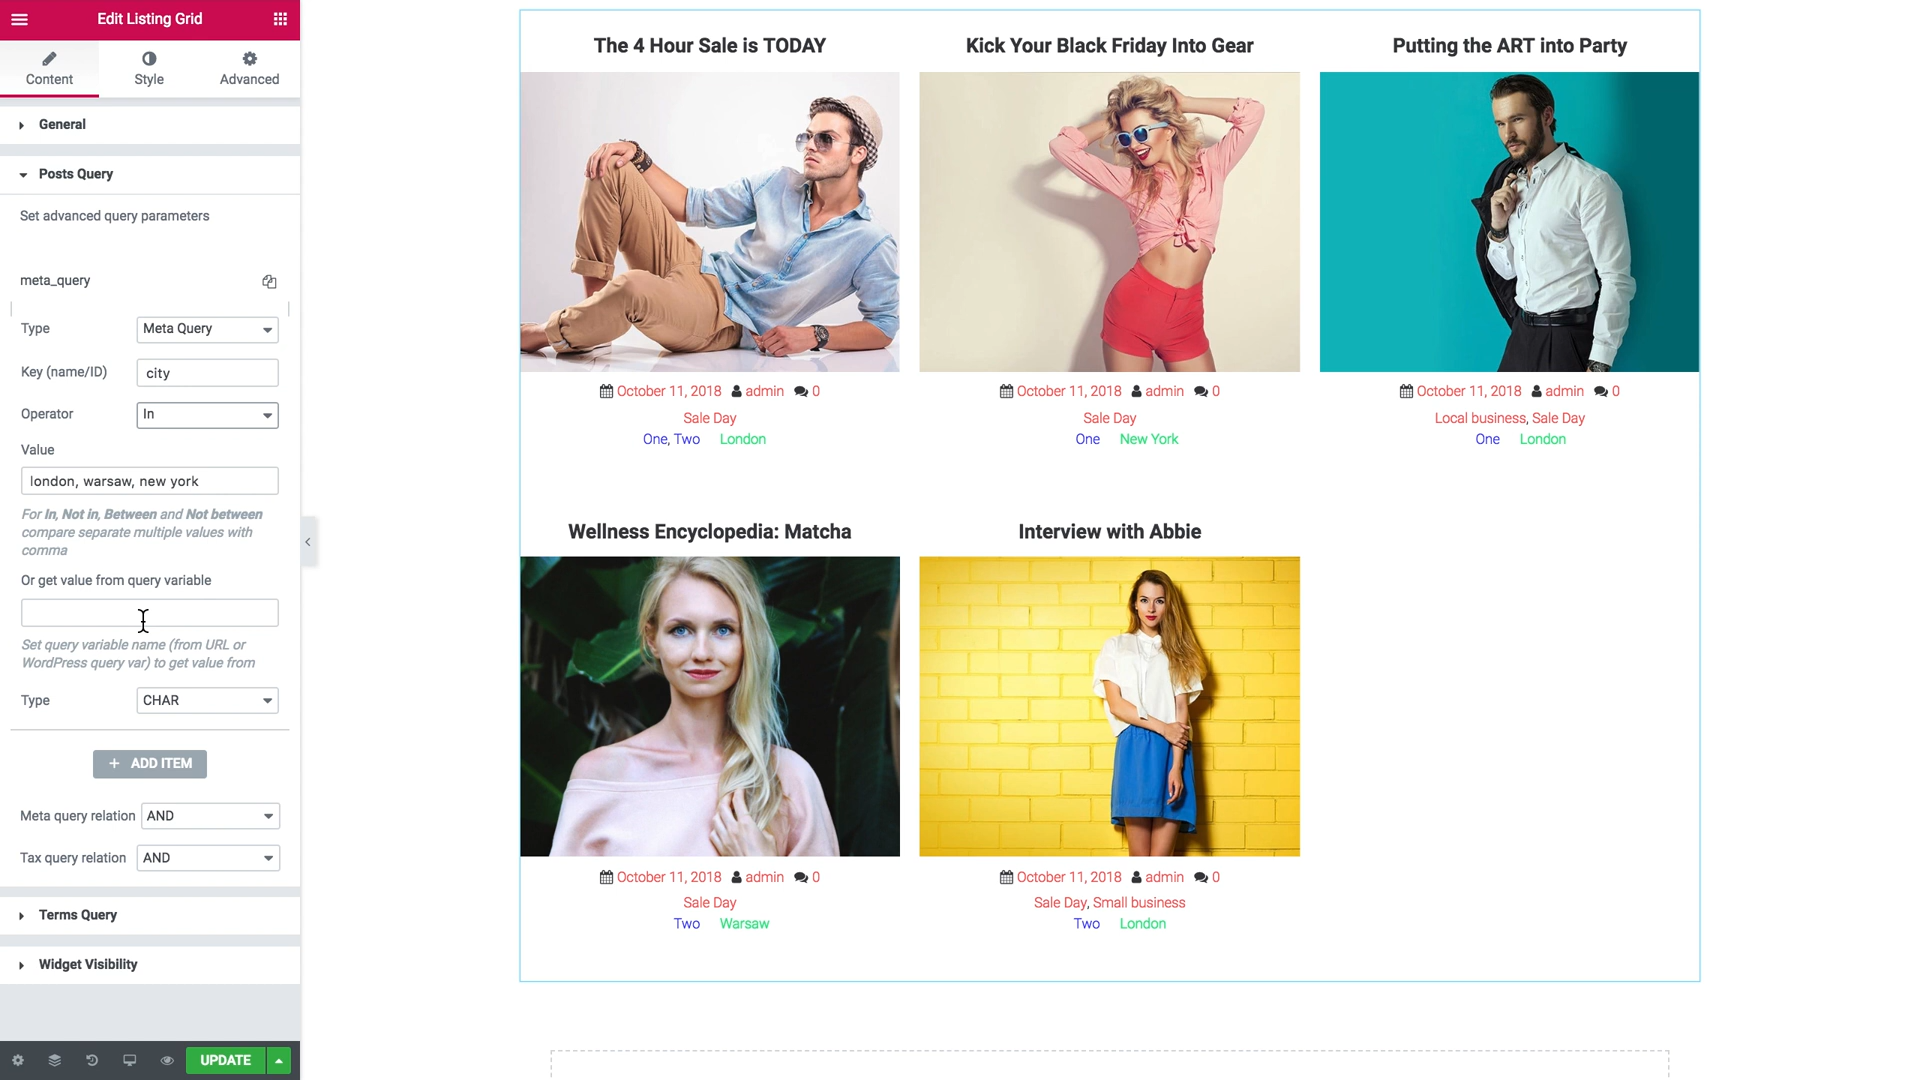 Edit Listing Grid
Content
Style
Advanced
General
Posts Query
Set advanced query parameters
meta_query
Type
Meta Query
Key (name/ID)
city
Operator
In
Value
london, warsaw, new york
For In, Not in, Between and Not between
compare separate multiple values with
comma
Or get value from query variable
Set query variable name (from URL or
WordPress query var) to get value from
Type
CHAR
+ ADD ITEM
Meta query relation
AND
Tax query relation
AND
Terms Query
Widget Visibility
UPDATE
The 4 Hour Sale is TODAY
October 11, 2018 admin 0
Sale Day
One, Two London
Kick Your Black Friday Into Gear
October 11, 2018 admin 0
Sale Day
One New York
Putting the ART into Party
October 11, 2018 admin 0
Local business, Sale Day
One London
Wellness Encyclopedia: Matcha
October 11, 2018 admin 0
Sale Day
Two Warsaw
Interview with Abbie
October 11, 2018 admin 0
Sale Day, Small business
Two London